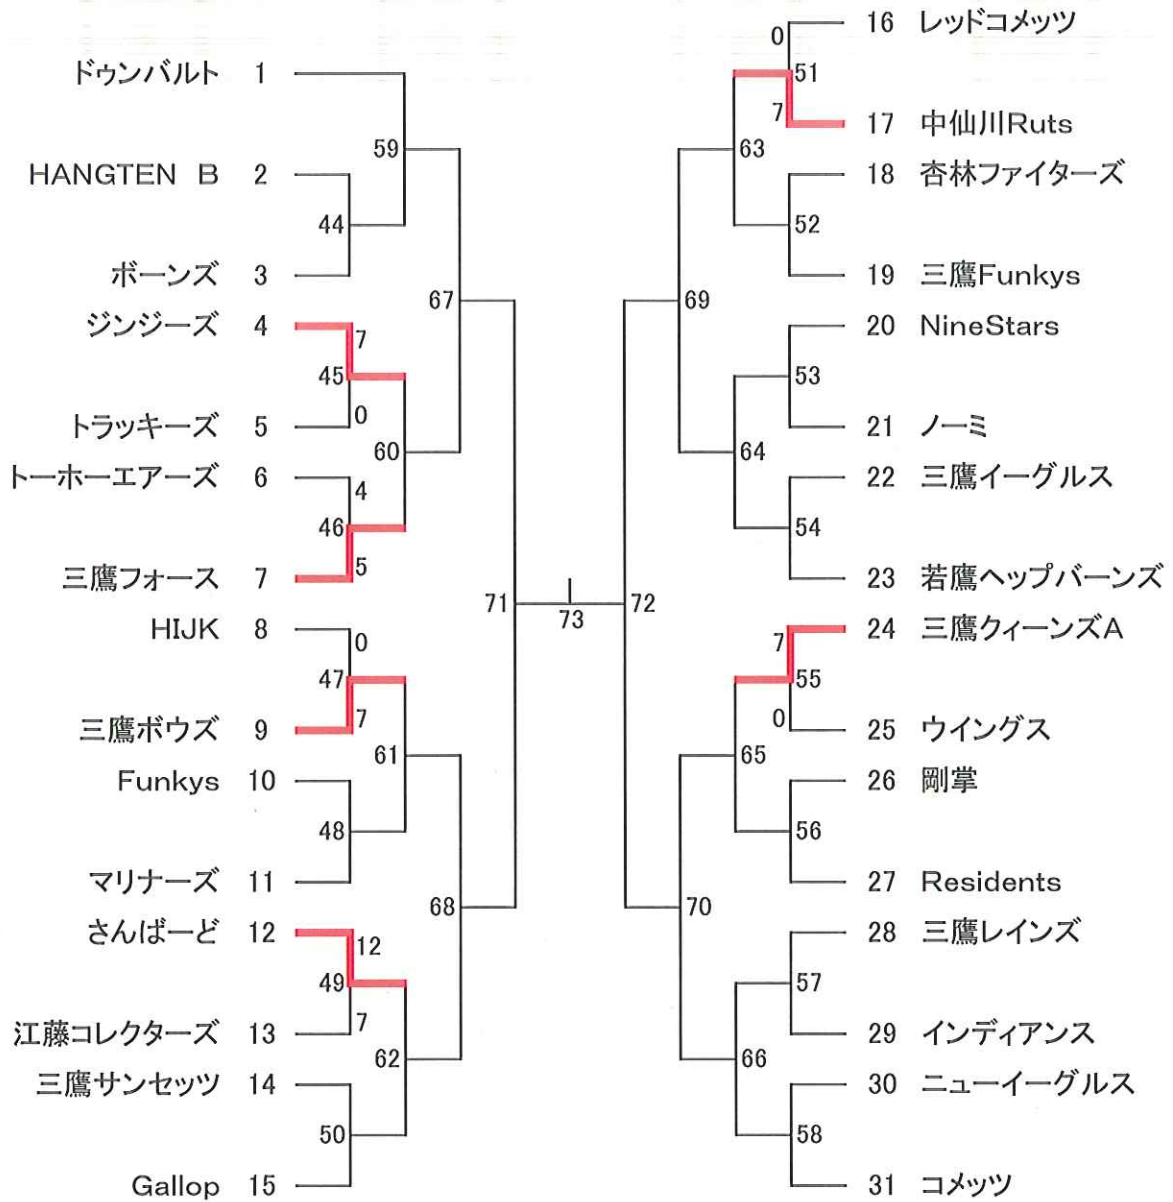 ドゥンバルト 1
HANGTEN B 2
ボーンズ 3
ジンジーズ 4
トラッキーズ 5
トーホーエアーズ 6
三鷹フォース 7
HIJK 8
三鷹ボウズ 9
Funkys 10
マリナーズ 11
さんばーど 12
江藤コレクターズ 13
三鷹サンセッツ 14
Gallop 15
59
44
7
45
0
60
4
46
5
67
0
47
7
61
48
12
49
7
62
50
68
71
73
72
69
70
0
51
7
63
52
53
64
54
7
55
0
65
56
57
66
58
16 レッドコメッツ
17 中仙川Ruts
18 杏林ファイターズ
19 三鷹Funkys
20 NineStars
21 ノーミ
22 三鷹イーグルス
23 若鷹ヘップバーンズ
24 三鷹クィーンズA
25 ウイングス
26 剛掌
27 Residents
28 三鷹レインズ
29 インディアンス
30 ニューイーグルス
31 コメッツ